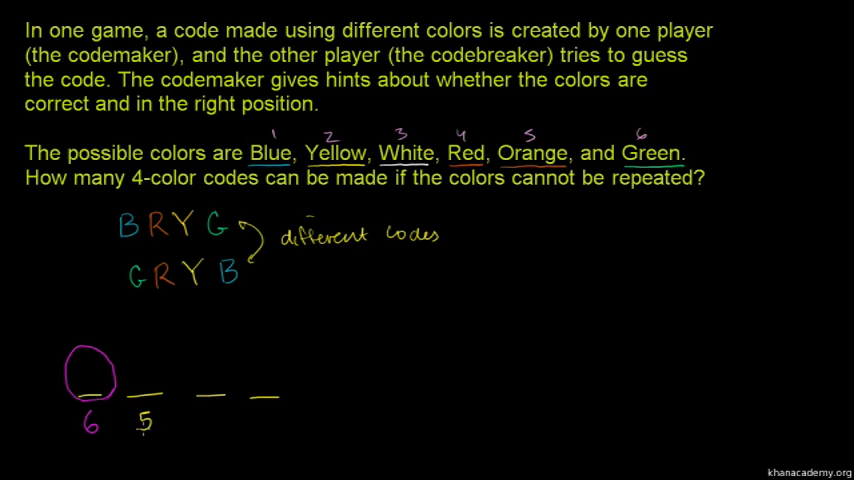 In one game, a code made using different colors is created by one player
(the codemaker), and the other player (the codebreaker) tries to guess
the code. The codemaker gives hints about whether the colors are
correct and in the right position.
1 2 3 4 5 6
The possible colors are Blue, Yellow, White, Red, Orange, and Green.
How many 4-color codes can be made if the colors cannot be repeated?
B R Y G
different codes
G R Y B
6 5
khanacademy.org